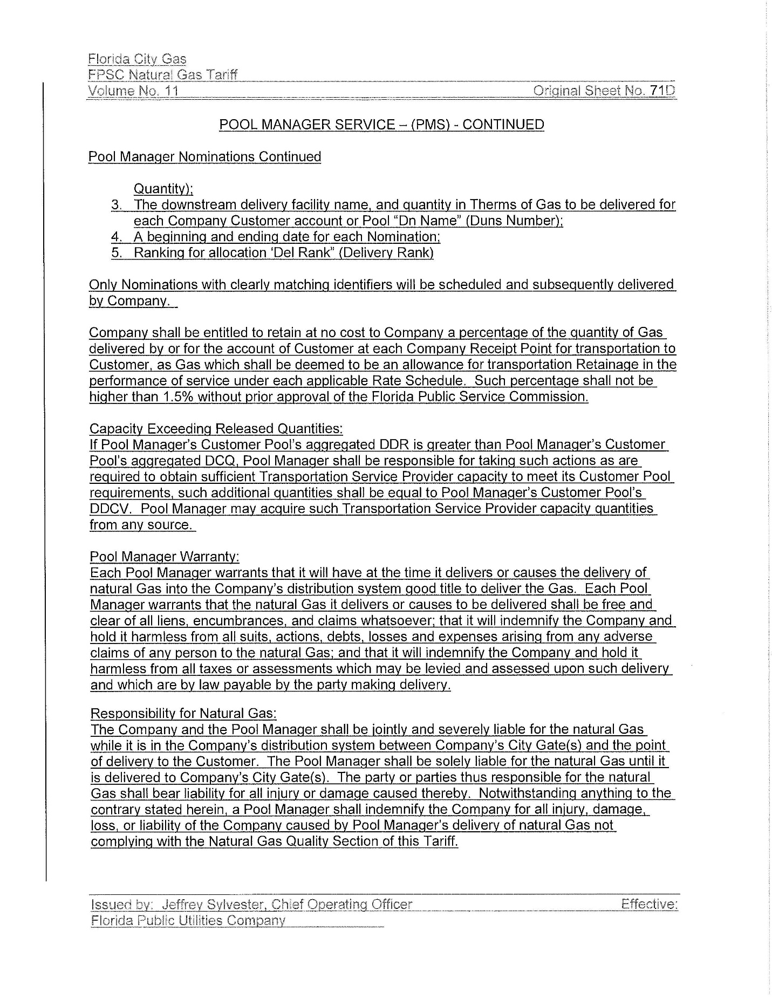 Florida City Gas
FPSC Natural Gas Tariff
Volume No. 11 Original Sheet No. 71D
POOL MANAGER SERVICE – (PMS) - CONTINUED
Pool Manager Nominations Continued
Quantity);
3. The downstream delivery facility name, and quantity in Therms of Gas to be delivered for
each Company Customer account or Pool “Dn Name” (Duns Number);
4. A beginning and ending date for each Nomination;
5. Ranking for allocation ‘Del Rank” (Delivery Rank)
Only Nominations with clearly matching identifiers will be scheduled and subsequently delivered
by Company.
Company shall be entitled to retain at no cost to Company a percentage of the quantity of Gas
delivered by or for the account of Customer at each Company Receipt Point for transportation to
Customer, as Gas which shall be deemed to be an allowance for transportation Retainage in the
performance of service under each applicable Rate Schedule. Such percentage shall not be
higher than 1.5% without prior approval of the Florida Public Service Commission.
Capacity Exceeding Released Quantities:
If Pool Manager’s Customer Pool’s aggregated DDR is greater than Pool Manager’s Customer
Pool’s aggregated DCQ, Pool Manager shall be responsible for taking such actions as are
required to obtain sufficient Transportation Service Provider capacity to meet its Customer Pool
requirements, such additional quantities shall be equal to Pool Manager’s Customer Pool’s
DDCV. Pool Manager may acquire such Transportation Service Provider capacity quantities
from any source.
Pool Manager Warranty:
Each Pool Manager warrants that it will have at the time it delivers or causes the delivery of
natural Gas into the Company’s distribution system good title to deliver the Gas. Each Pool
Manager warrants that the natural Gas it delivers or causes to be delivered shall be free and
clear of all liens, encumbrances, and claims whatsoever; that it will indemnify the Company and
hold it harmless from all suits, actions, debts, losses and expenses arising from any adverse
claims of any person to the natural Gas; and that it will indemnify the Company and hold it
harmless from all taxes or assessments which may be levied and assessed upon such delivery
and which are by law payable by the party making delivery.
Responsibility for Natural Gas:
The Company and the Pool Manager shall be jointly and severely liable for the natural Gas
while it is in the Company’s distribution system between Company’s City Gate(s) and the point
of delivery to the Customer. The Pool Manager shall be solely liable for the natural Gas until it
is delivered to Company’s City Gate(s). The party or parties thus responsible for the natural
Gas shall bear liability for all injury or damage caused thereby. Notwithstanding anything to the
contrary stated herein, a Pool Manager shall indemnify the Company for all injury, damage,
loss, or liability of the Company caused by Pool Manager’s delivery of natural Gas not
complying with the Natural Gas Quality Section of this Tariff.
Issued by: Jeffrey Sylvester, Chief Operating Officer Effective:
Florida Public Utilities Company